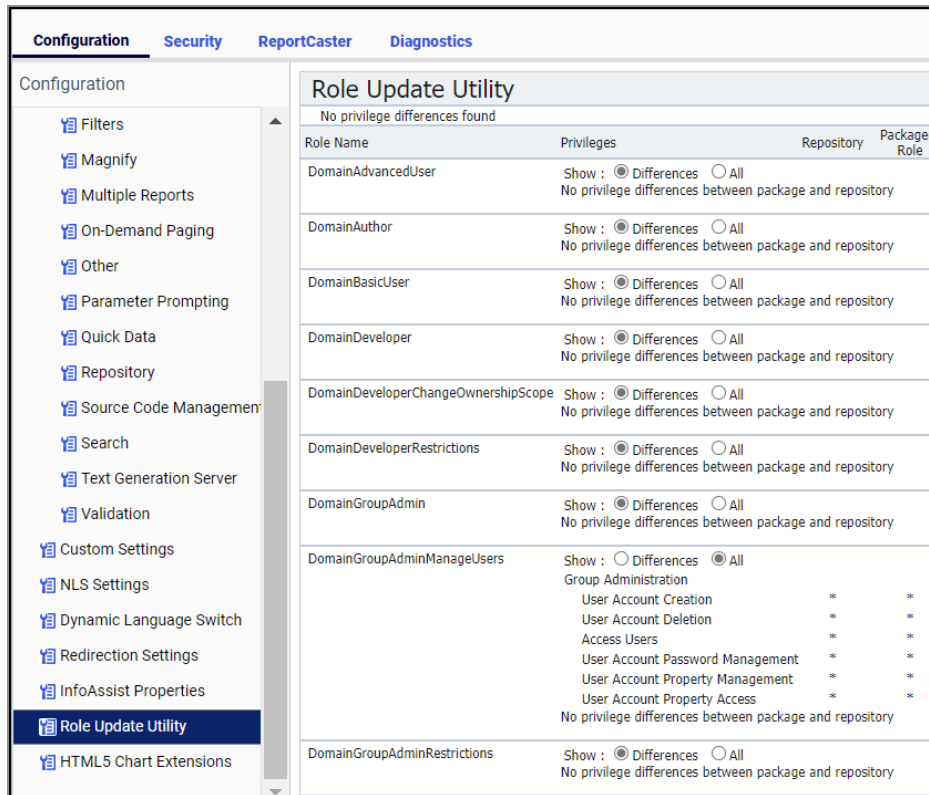 Configuration Security ReportCaster Diagnostics
Configuration
Filters
Magnify
Multiple Reports
On-Demand Paging
Other
Parameter Prompting
Quick Data
Repository
Source Code Managemen
Search
Text Generation Server
Validation
Custom Settings
NLS Settings
Dynamic Language Switch
Redirection Settings
InfoAssist Properties
Role Update Utility
HTML5 Chart Extensions
Role Update Utility
No privilege differences found
Role Name Privileges Repository Package Role
DomainAdvancedUser Show : Differences All
No privilege differences between package and repository
DomainAuthor Show : Differences All
No privilege differences between package and repository
DomainBasicUser Show : Differences All
No privilege differences between package and repository
DomainDeveloper Show : Differences All
No privilege differences between package and repository
DomainDeveloperChangeOwnershipScope Show : Differences All
No privilege differences between package and repository
DomainDeveloperRestrictions Show : Differences All
No privilege differences between package and repository
DomainGroupAdmin Show : Differences All
No privilege differences between package and repository
DomainGroupAdminManageUsers Show : Differences All
Group Administration
User Account Creation * *
User Account Deletion * *
Access Users * *
User Account Password Management * *
User Account Property Management * *
User Account Property Access * *
No privilege differences between package and repository
DomainGroupAdminRestrictions Show : Differences All
No privilege differences between package and repository